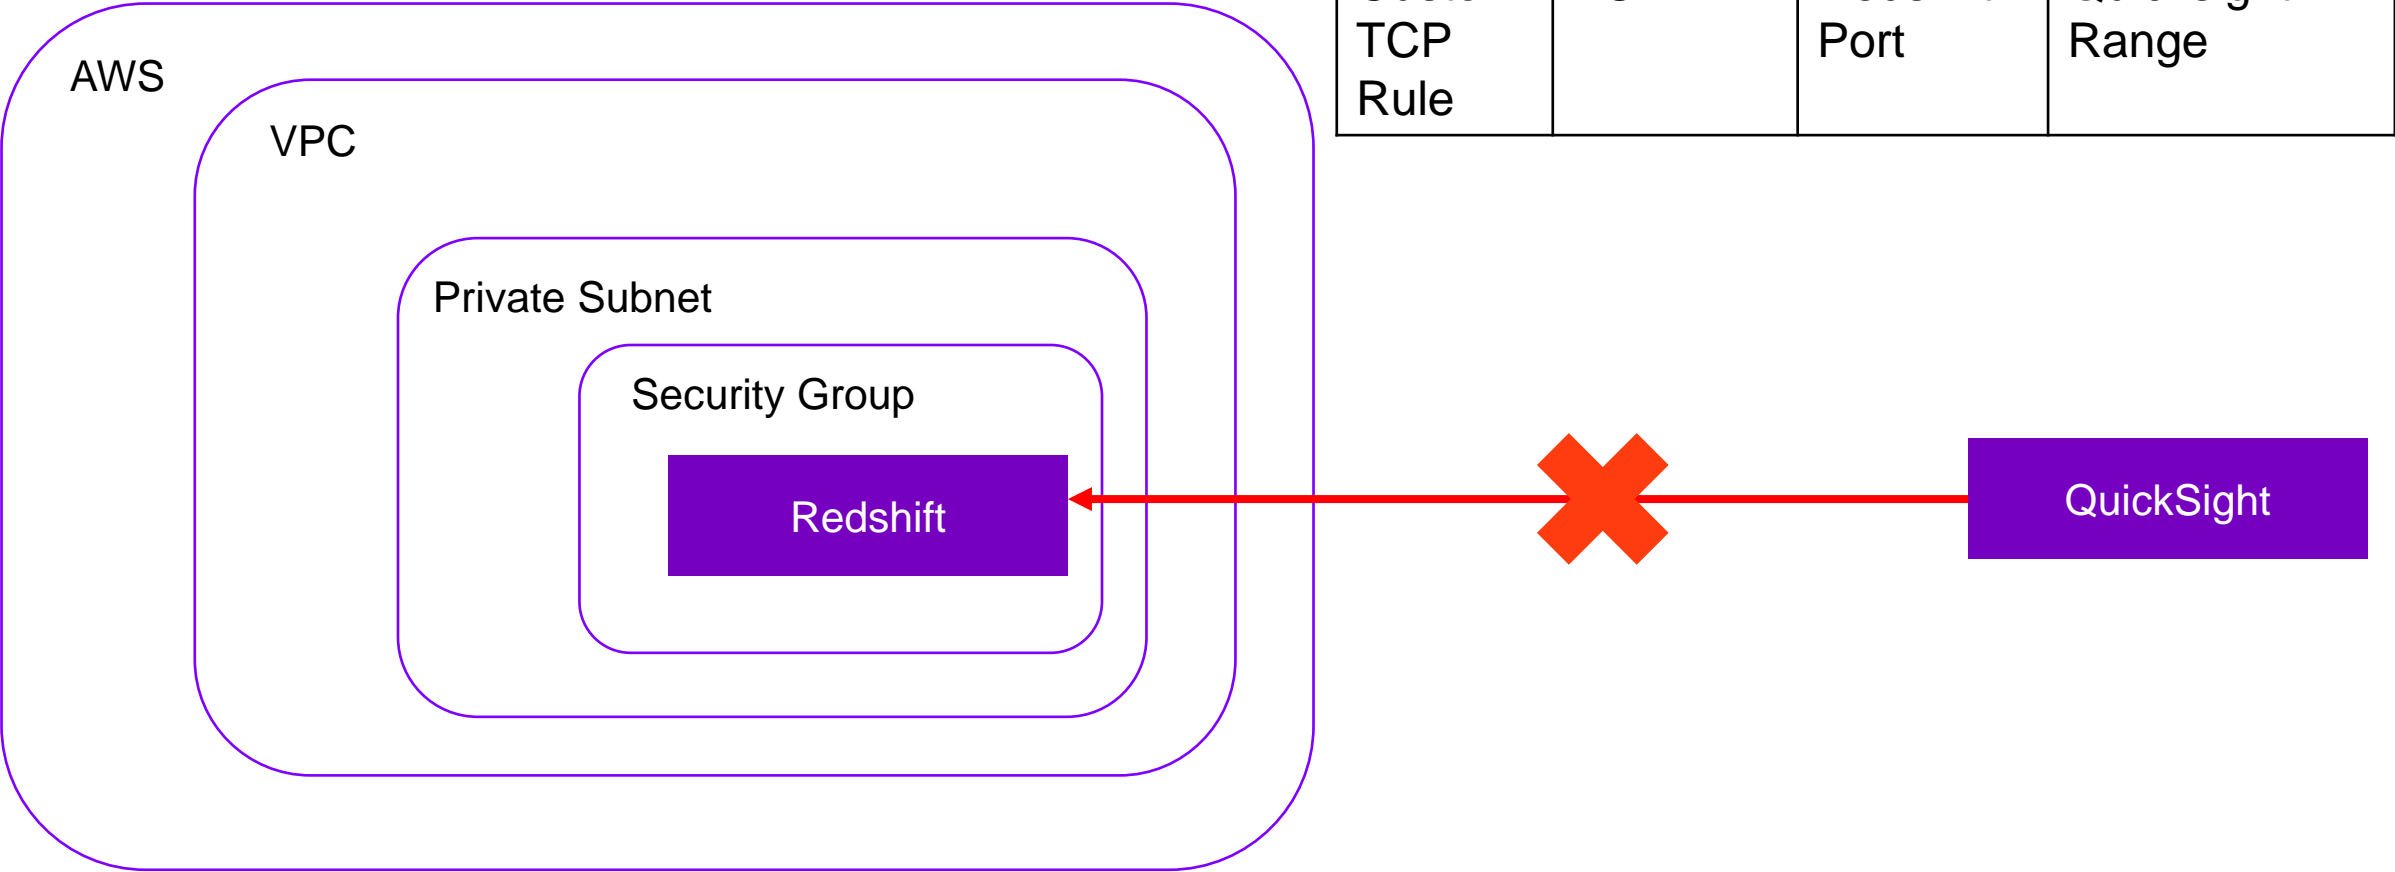 TCP
Port
Range
Rule
AWS
VPC
Private Subnet
Security Group
Redshift
QuickSight